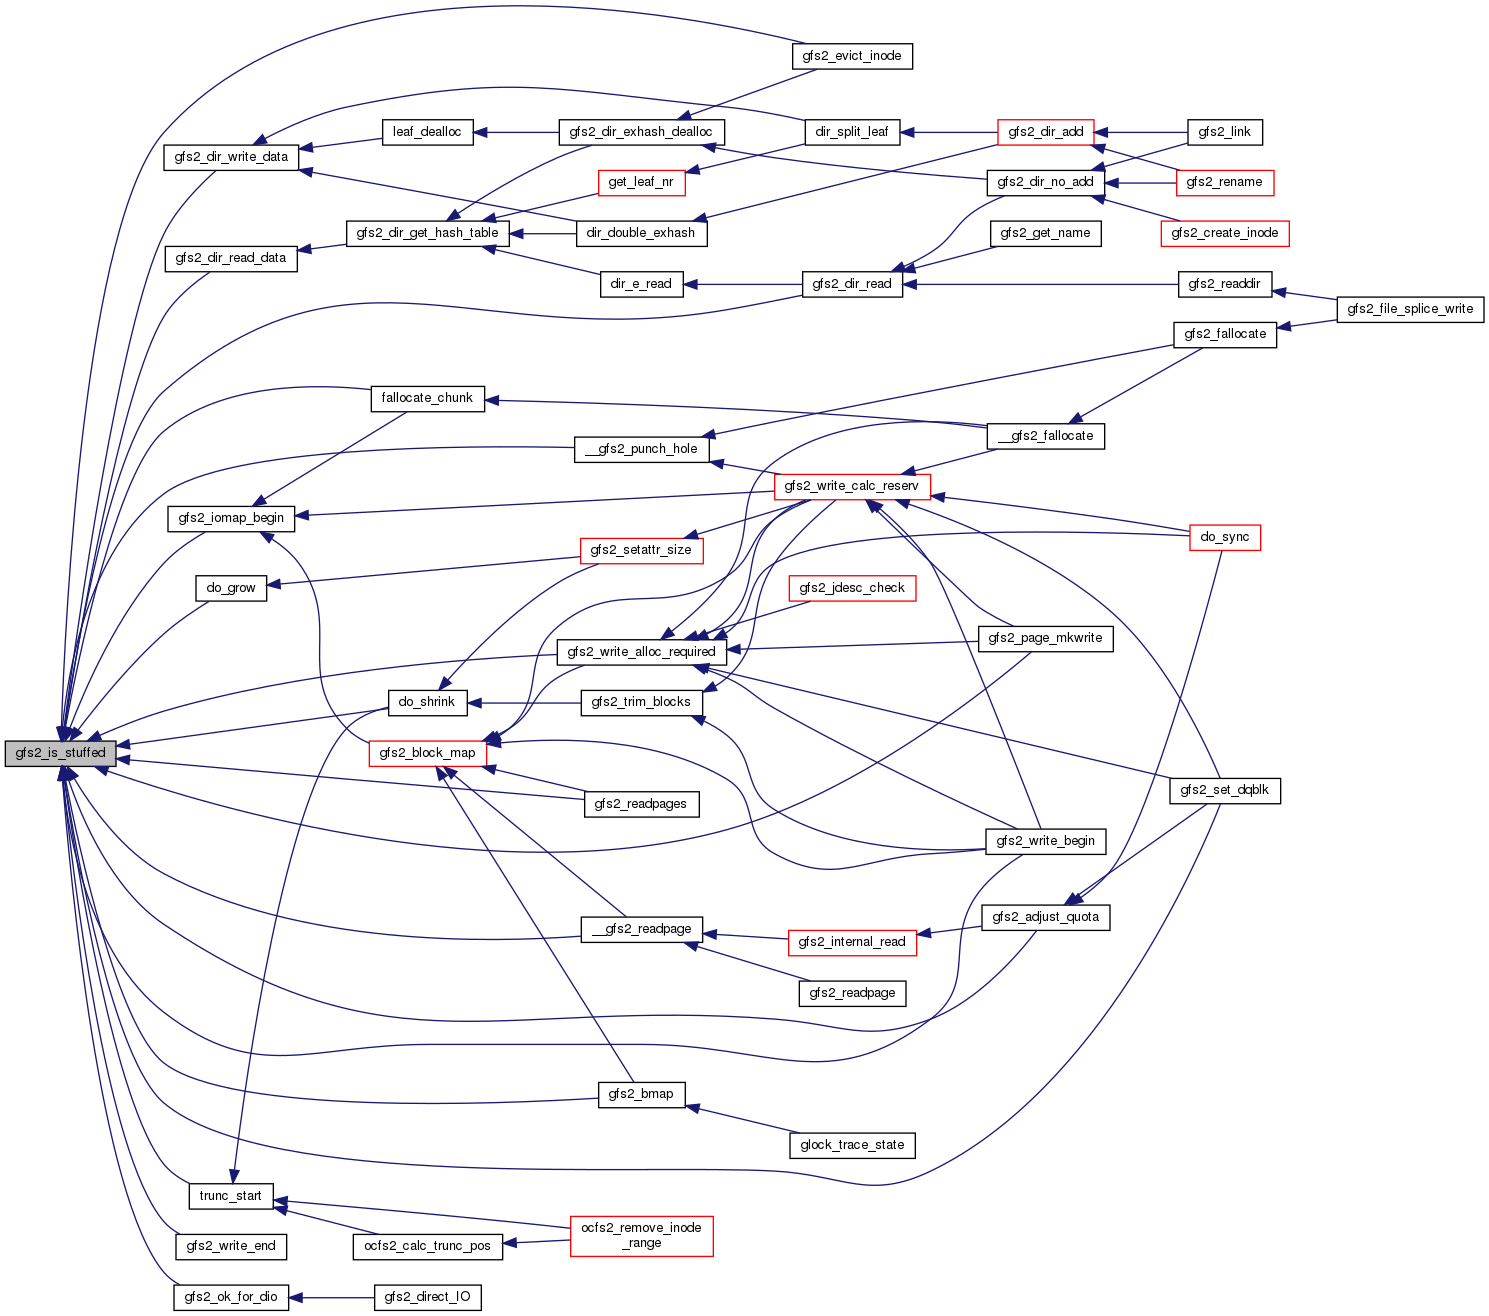 gfs2_evict_inode
leaf_dealloc
gfs2_dir_exhash_dealloc
dir_split_leaf
gfs2_dir_add
gfs2_link
gfs2_dir_write_data
get_leaf_nr
gfs2_dir_no_add
gfs2_rename
gfs2_dir_get_hash_table
dir_double_exhash
gfs2_get_name
gfs2_create_inode
gfs2_dir_read_data
dir_e_read
gfs2_dir_read
gfs2_readdir
gfs2_file_splice_write
gfs2_fallocate
fallocate_chunk
__gfs2_fallocate
__gfs2_punch_hole
gfs2_write_calc_reserv
gfs2_iomap_begin
do_sync
gfs2_setattr_size
do_grow
gfs2_jdesc_check
gfs2_page_mkwrite
gfs2_write_alloc_required
do_shrink
gfs2_trim_blocks
gfs2_is_stuffed
gfs2_block_map
gfs2_readpages
gfs2_set_dqblk
gfs2_write_begin
gfs2_adjust_quota
__gfs2_readpage
gfs2_internal_read
gfs2_readpage
gfs2_bmap
glock_trace_state
trunc_start
ocfs2_remove_inode
_range
gfs2_write_end
ocfs2_calc_trunc_pos
gfs2_ok_for_dio
gfs2_direct_IO